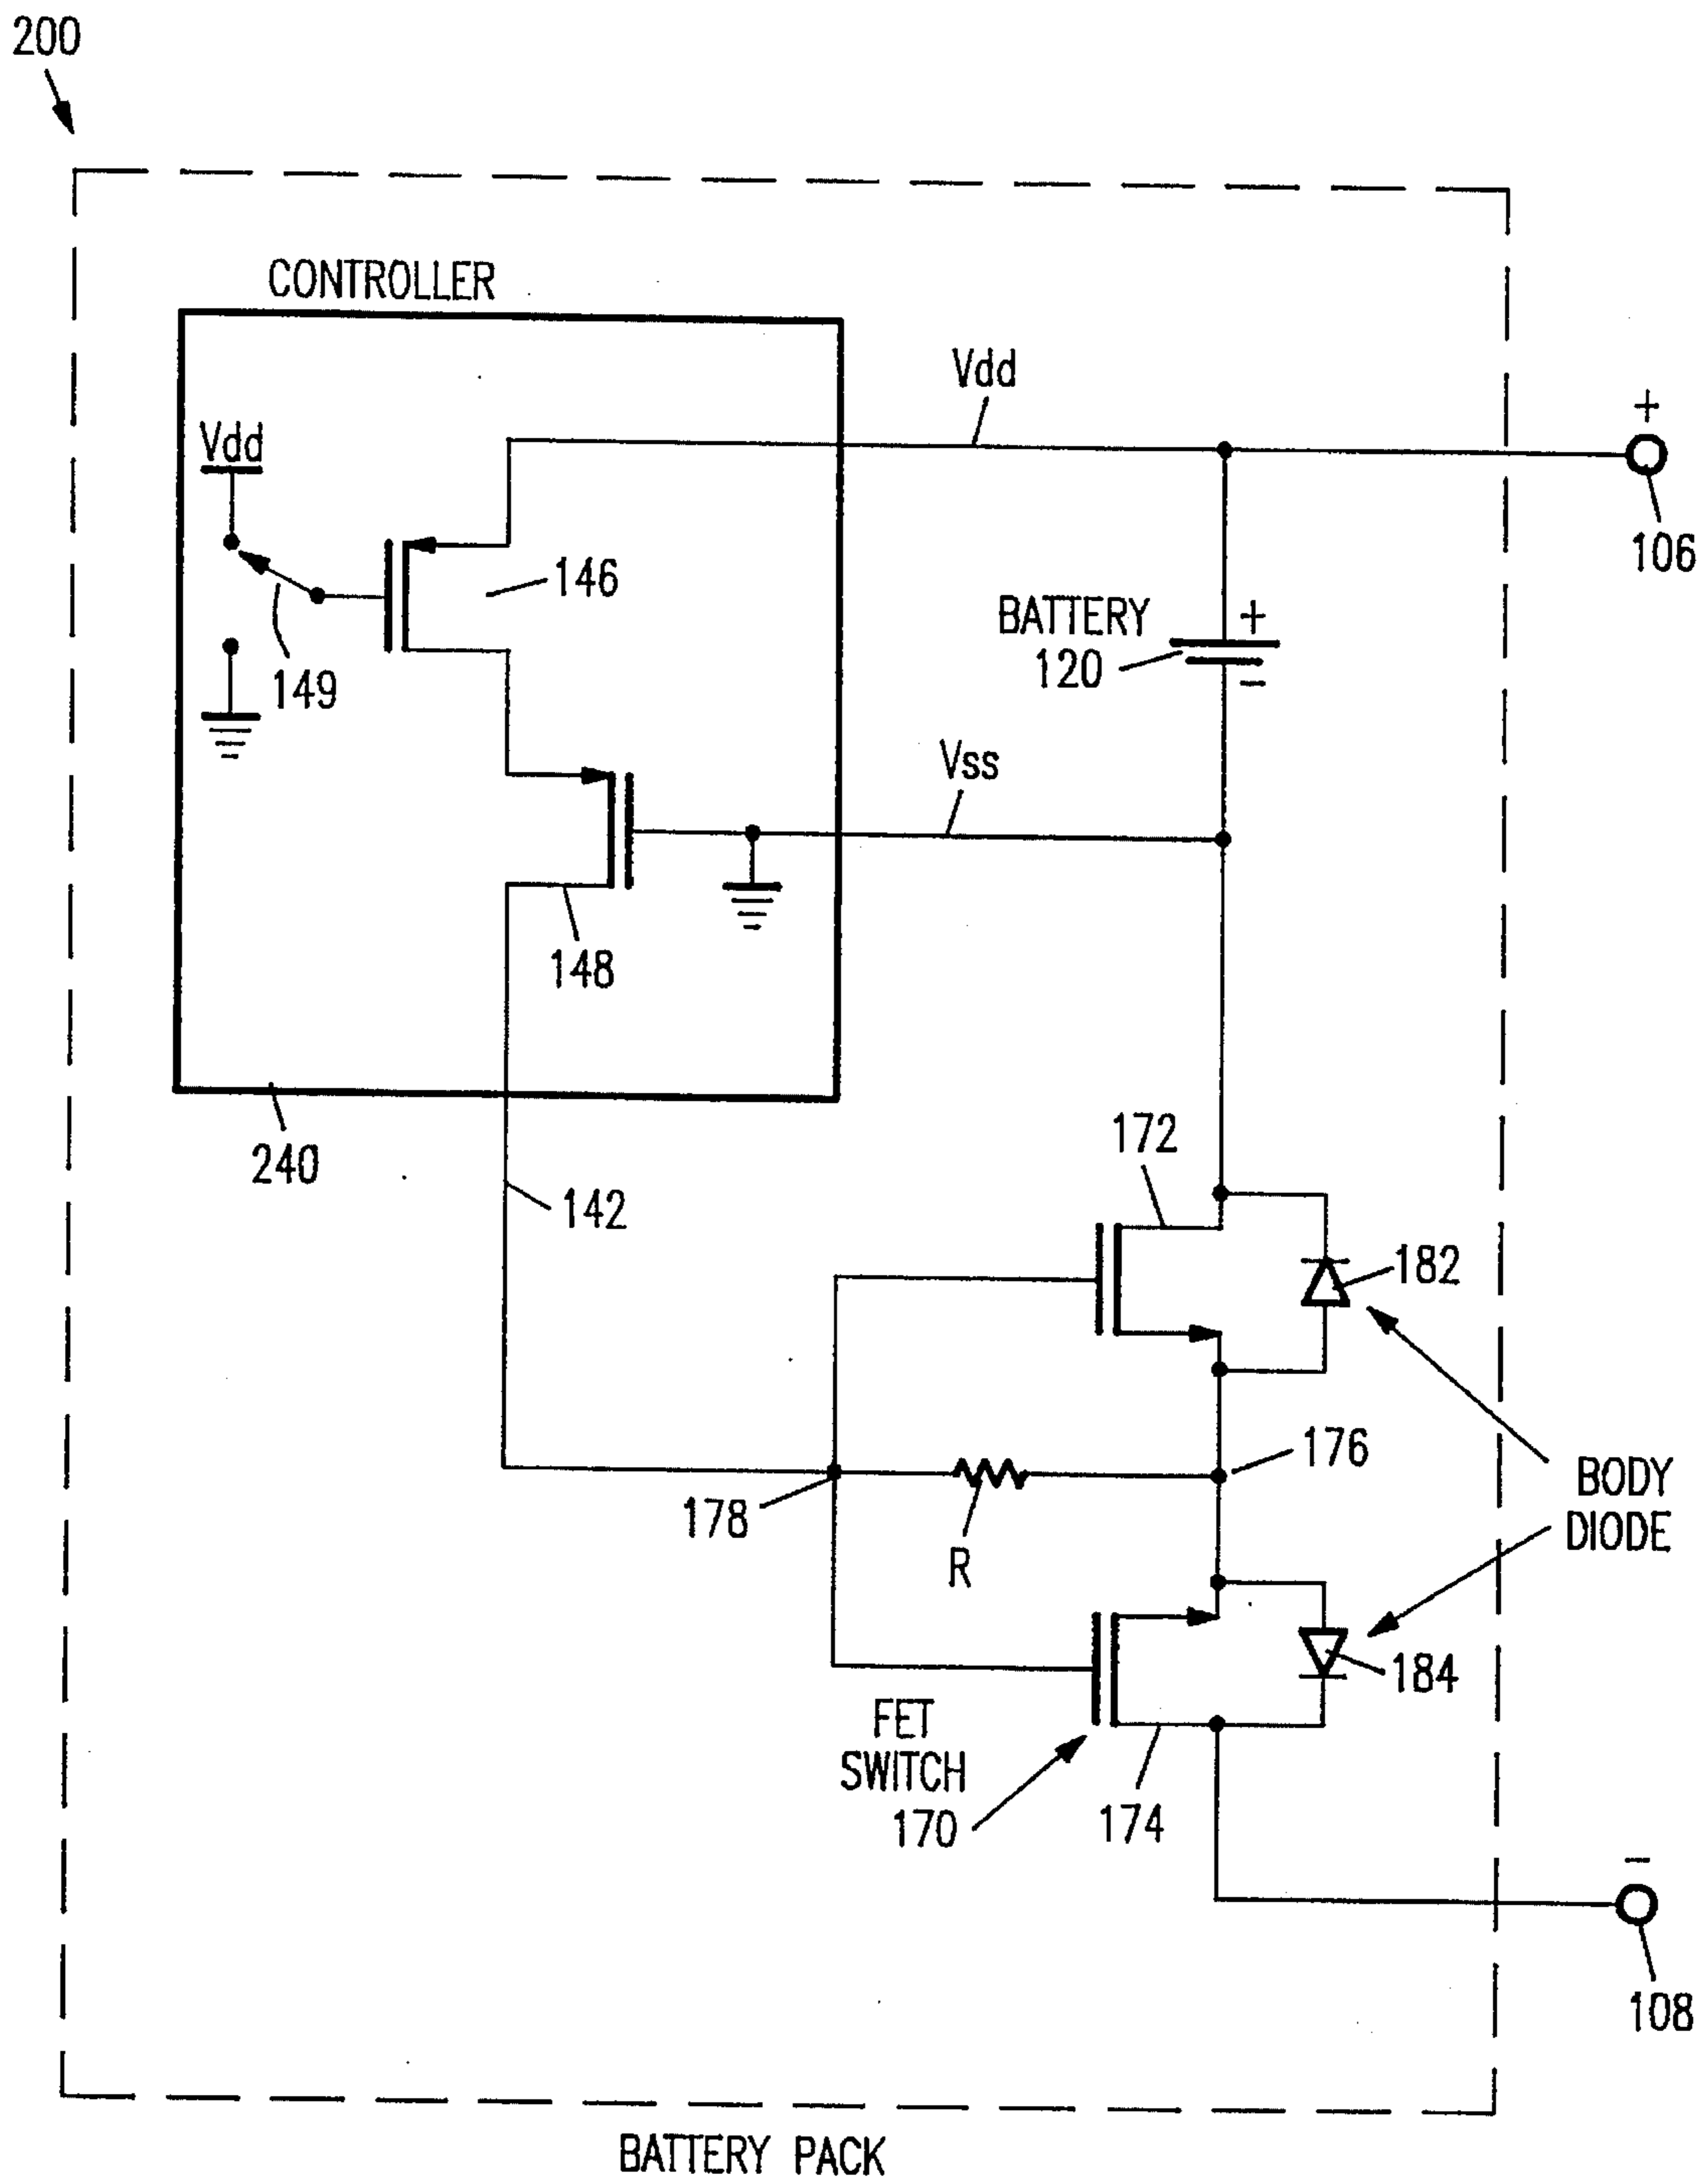 200
CONTROLLER
Vdd
Vdd
+
106
146
149
BATTERY
120
+
-
Vss
148
240
142
172
182
176
178
R
BODY
DIODE
184
FET
SWITCH
170
174
-
108
BATTERY PACK